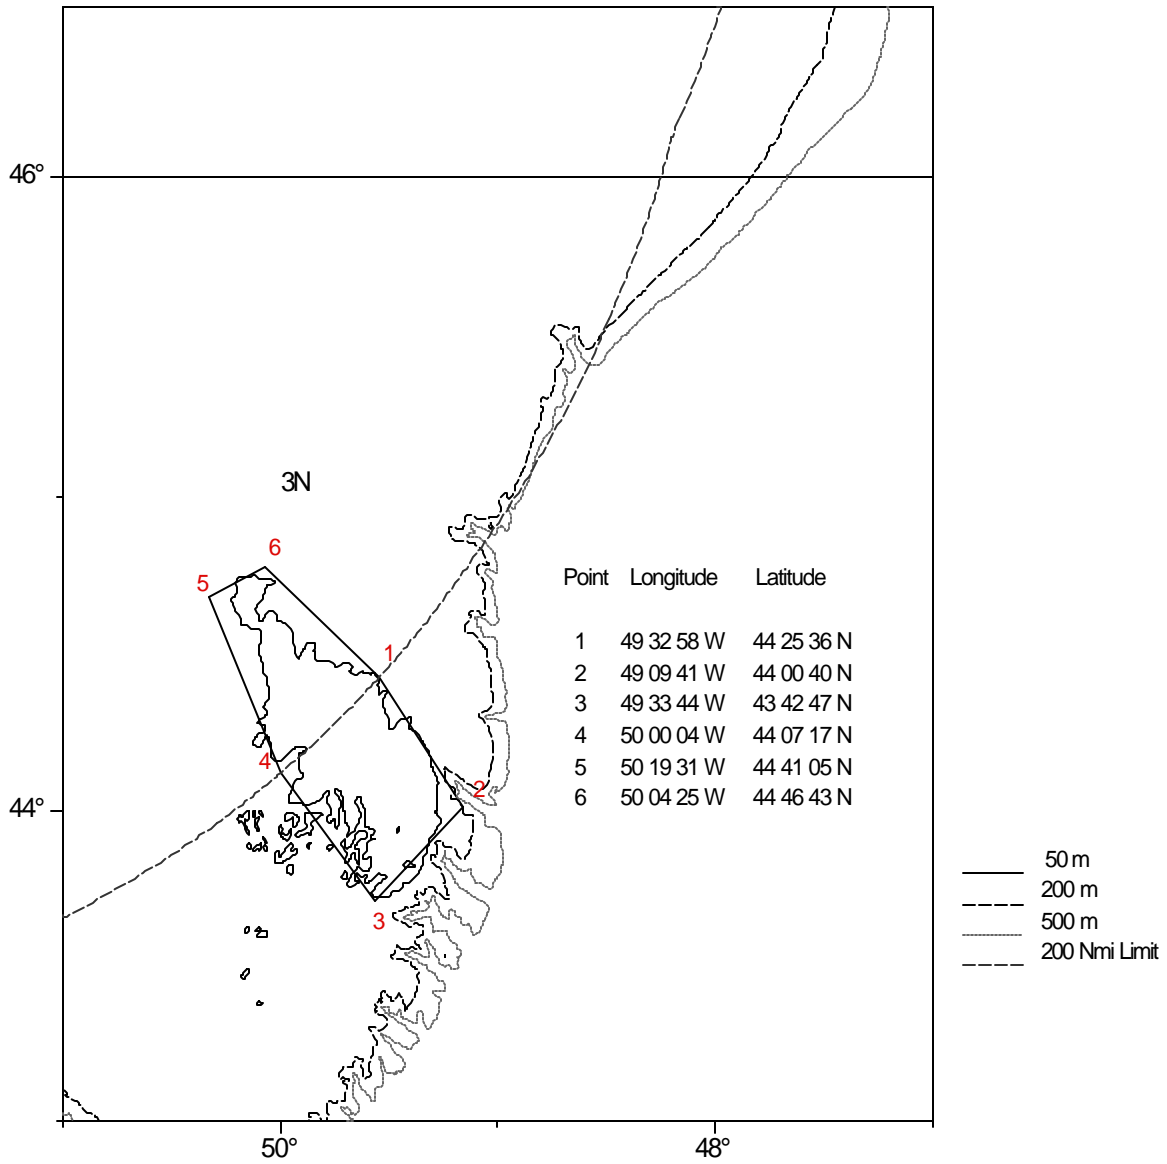 46°
3N
6
5
Point Longitude Latitude
1
1 49 32 58 W 44 25 36 N
2 49 09 41 W 44 00 40 N
3 49 33 44 W 43 42 47 N
4 50 00 04 W 44 07 17 N
5 50 19 31 W 44 41 05 N
6 50 04 25 W 44 46 43 N
4
2
44°
3
50 m
200 m
500 m
200 Nmi Limit
50°
48°